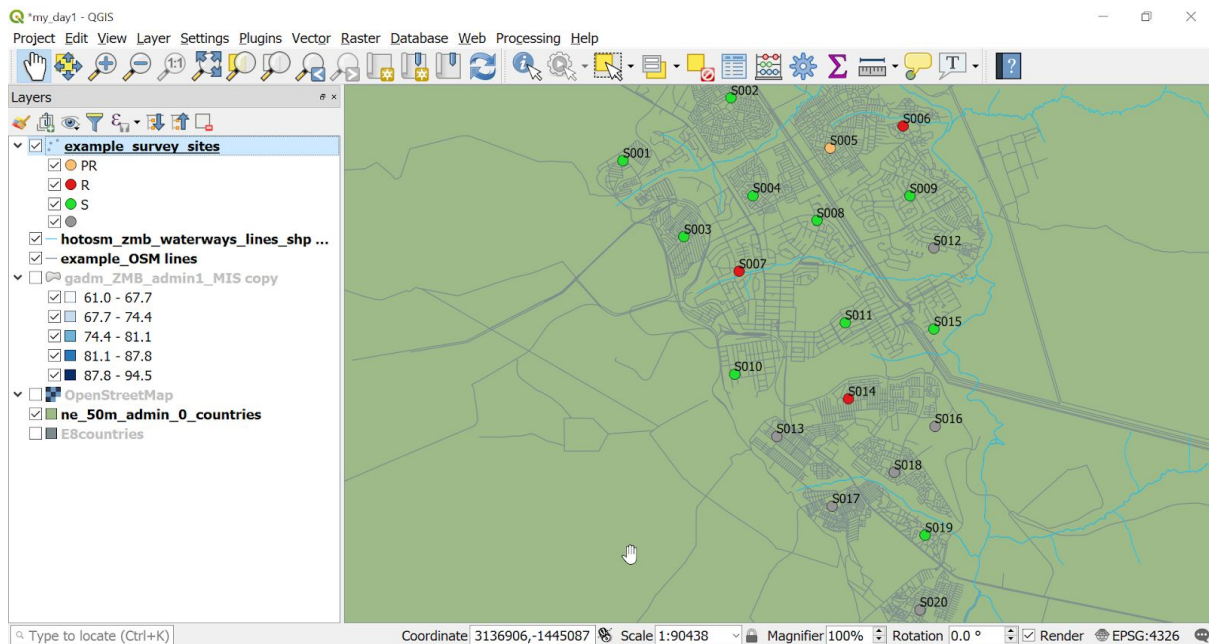 *my_day1 - QGIS
Project Edit View Layer Settings Plugins Vector Raster Database Web Processing Help
Layers
example_survey_sites
PR
R
S
hotosm_zmb_waterways_lines_shp ...
example_OSM lines
gadm_ZMB_admin1_MIS copy
61.0 - 67.7
67.7 - 74.4
74.4 - 81.1
81.1 - 87.8
87.8 - 94.5
OpenStreetMap
ne_50m_admin_0_countries
E8countries
S002
S006
S005
S001
S004
S009
S008
S003
S012
S007
S011
S015
S010
S014
S016
S013
S018
S017
S019
S020
Type to locate (Ctrl+K) Coordinate 3136906,-1445087 Scale 1:90438 Magnifier 100% Rotation 0.0 ° Render EPSG:4326